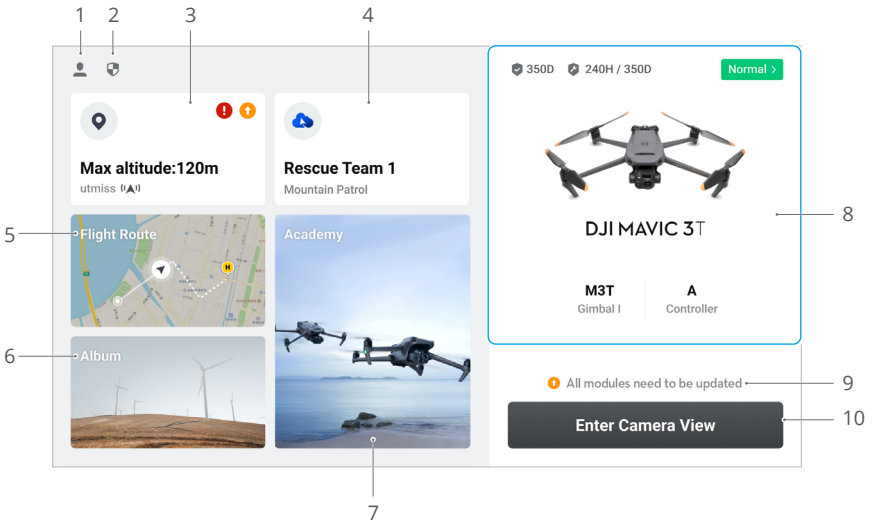 1
2
3
4
350D
240H / 350D
Normal >
Max altitude:120m
utmiss
Rescue Team 1
Mountain Patrol
5
Flight Route
H
Academy
DJI MAVIC 3T
8
M3T
A
Gimbal I
Controller
6
Album
All modules need to be updated
9
Enter Camera View
10
7